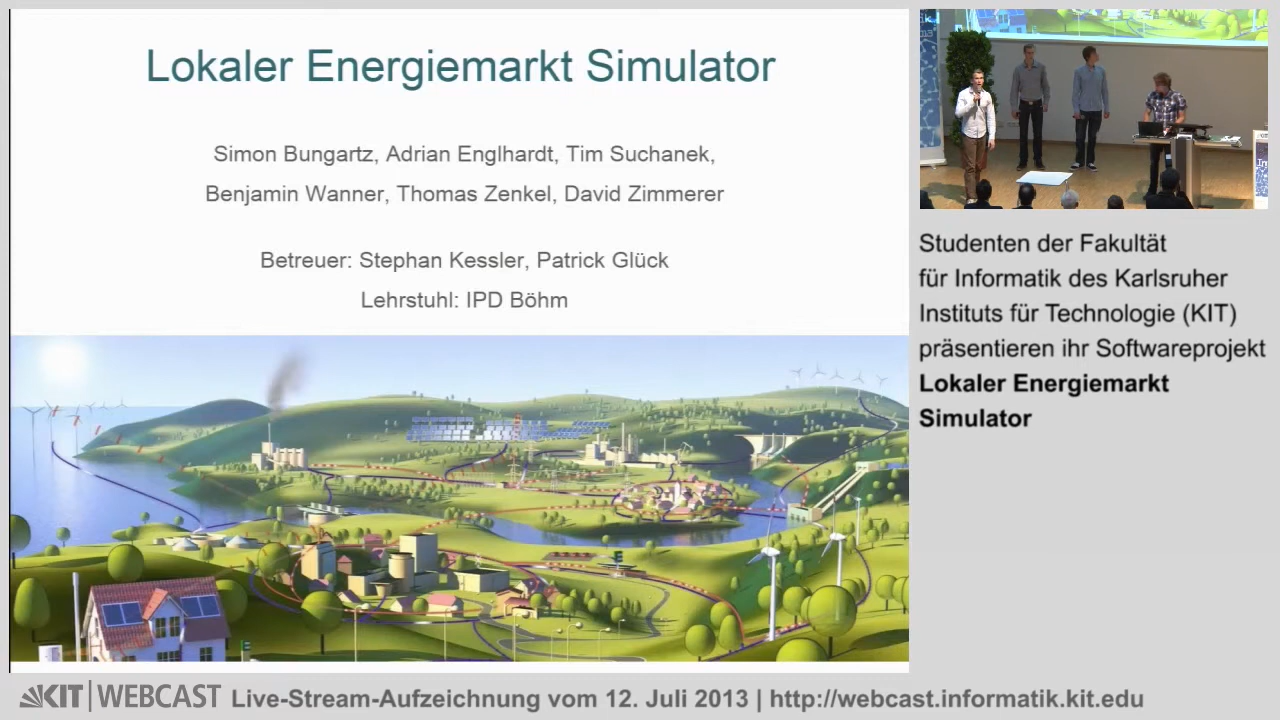 Lokaler Energiemarkt Simulator
Simon Bungartz, Adrian Englhardt, Tim Suchanek,
Benjamin Wanner, Thomas Zenkel, David Zimmerer
Betreuer: Stephan Kessler, Patrick Glück
Lehrstuhl: IPD Böhm
Studenten der Fakultät
für Informatik des Karlsruher
Instituts für Technologie (KIT)
präsentieren ihr Softwareprojekt
Lokaler Energiemarkt
Simulator
KIT WEBCAST Live-Stream-Aufzeichnung vom 12. Juli 2013 | http://webcast.informatik.kit.edu